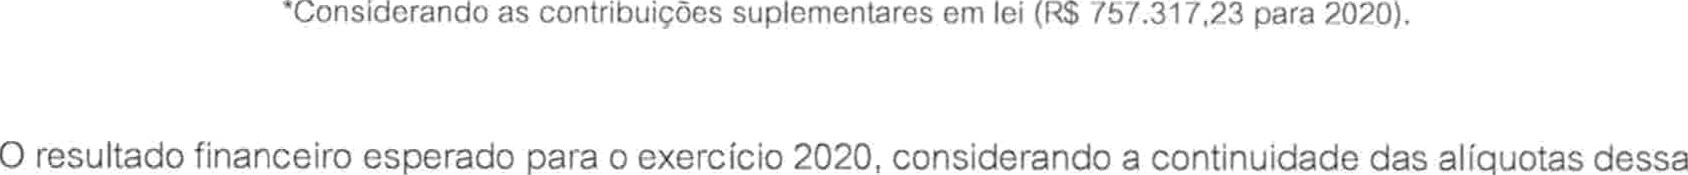 *Considerando as contribuições suplementares em lei (R$ 757.317,23 para 2020).
O resultado financeiro esperado para o exercício 2020, considerando a continuidade das alíquotas dessa